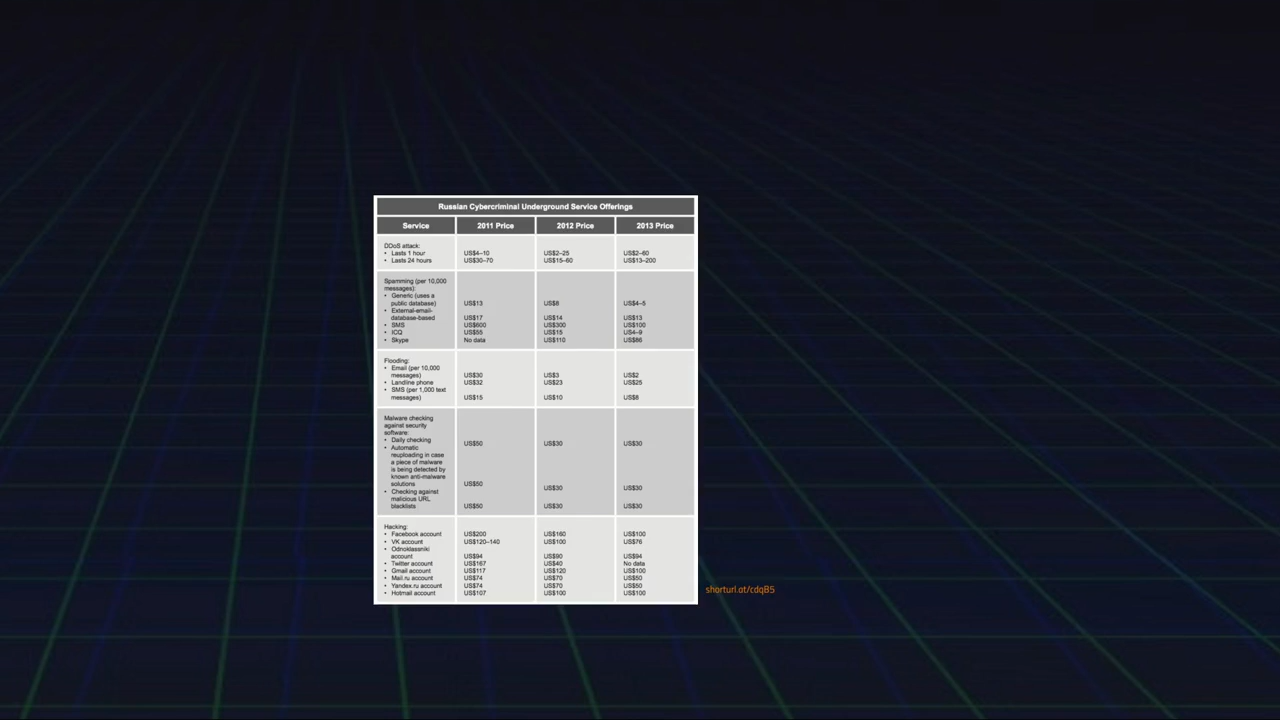 Russian Cybercriminal Underground Service Offerings
Service 2011 Price 2012 Price 2013 Price
DDoS attack:
• Lasts 1 hour US$4–10 US$2–25 US$2–60
• Lasts 24 hours US$30–70 US$15–60 US$13–200
Spamming (per 10,000
messages):
• Generic (uses a
public database) US$13 US$8 US$4–5
• External-email-
database-based US$17 US$14 US$13
• SMS US$600 US$300 US$100
• ICQ US$55 US$15 US4–9
• Skype No data US$110 US$86
Flooding:
• Email (per 10,000
messages) US$30 US$3 US$2
• Landline phone US$32 US$23 US$25
• SMS (per 1,000 text
messages) US$15 US$10 US$8
Malware checking
against security
software:
• Daily checking US$50 US$30 US$30
• Automatic
reuploading in case
a piece of malware
is being detected by
known anti-malware
solutions US$50 US$30 US$30
• Checking against
malicious URL
blacklists US$50 US$30 US$30
Hacking:
• Facebook account US$200 US$160 US$100
• VK account US$120–140 US$100 US$76
• Odnoklassniki
account US$94 US$90 US$94
• Twitter account US$167 US$40 No data
• Gmail account US$117 US$120 US$100
• Mail.ru account US$74 US$70 US$50
• Yandex.ru account US$74 US$70 US$50
• Hotmail account US$107 US$100 US$100
shorturl.at/cdqB5